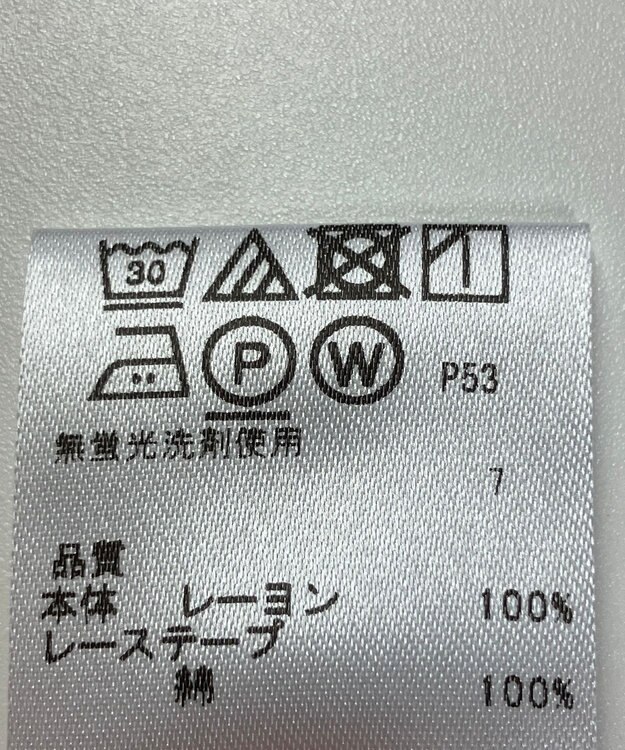 30
P W P53
無蛍光洗剤使用
7
品質
本体 レーヨン 100%
レーステープ
綿 100%